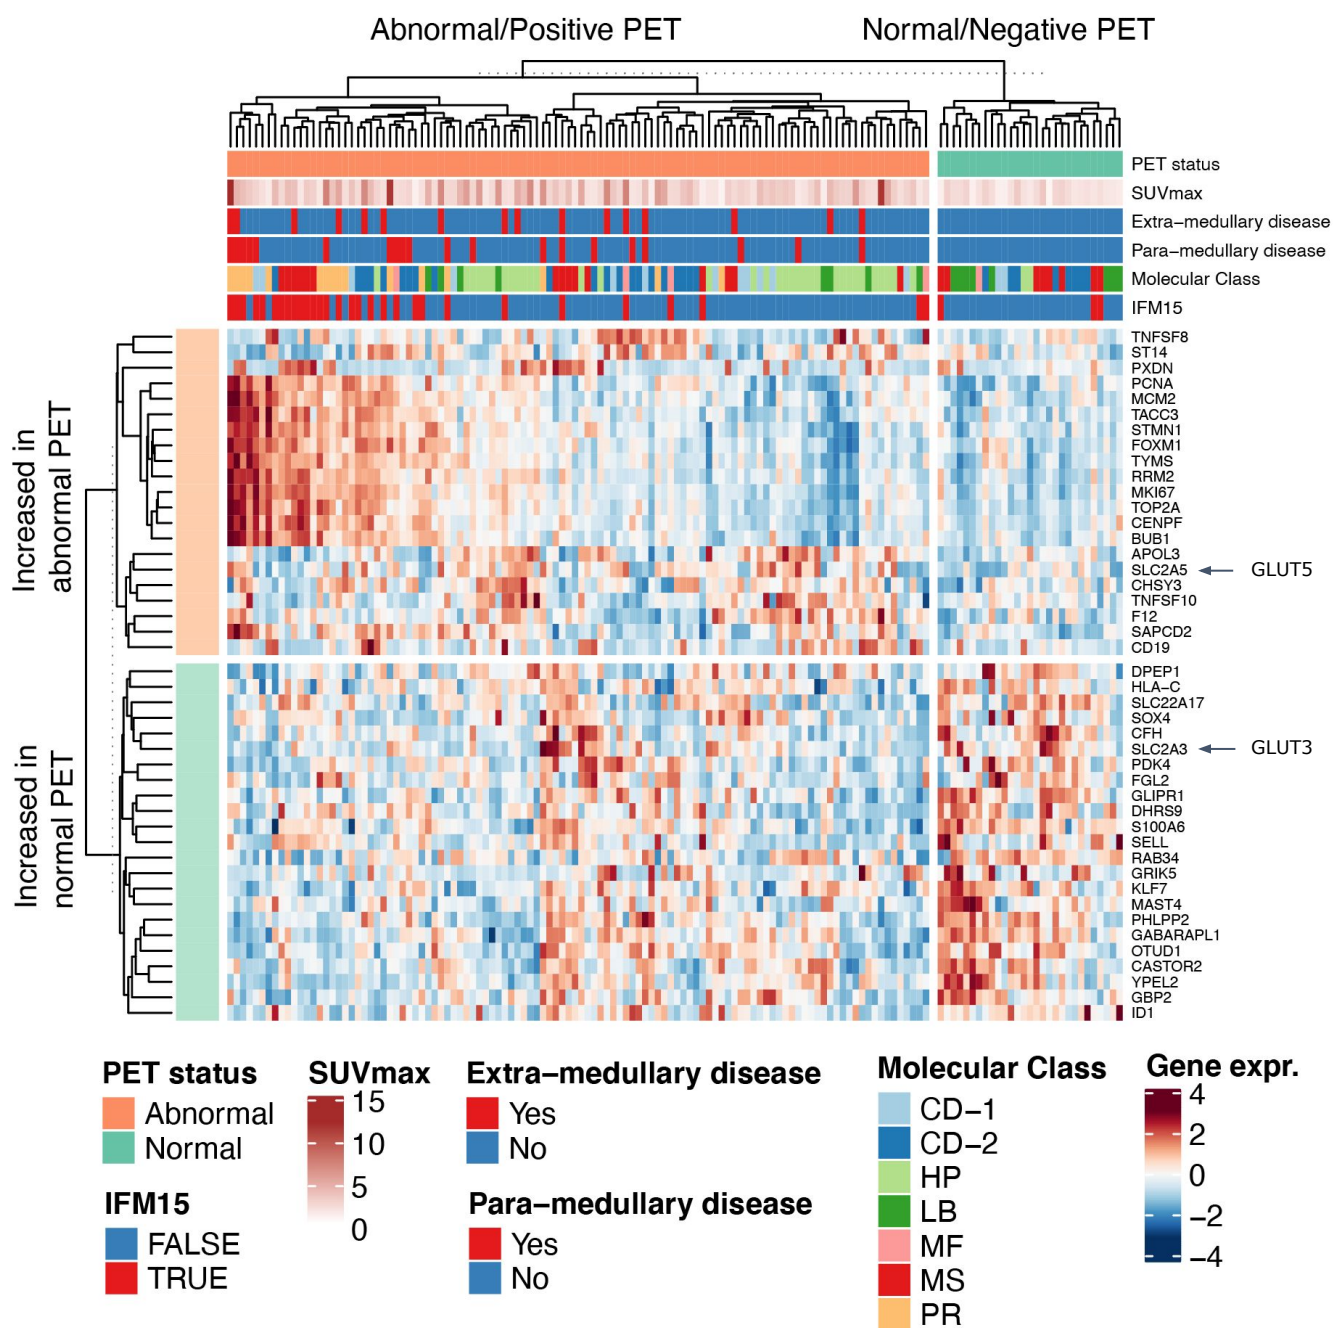 Abnormal/Positive PET
Normal/Negative PET
PET status
SUVmax
Extra−medullary disease
Para−medullary disease
Molecular Class
IFM15
Increased in
abnormal PET
TNFSF8
ST14
PXDN
PCNA
MCM2
TACC3
STMN1
FOXM1
TYMS
RRM2
MKI67
TOP2A
CENPF
BUB1
APOL3
SLC2A5
GLUT5
CHSY3
TNFSF10
F12
SAPCD2
CD19
Increased in
normal PET
DPEP1
HLA−C
SLC22A17
SOX4
CFH
SLC2A3
GLUT3
PDK4
FGL2
GLIPR1
DHRS9
S100A6
SELL
RAB34
GRIK5
KLF7
MAST4
PHLPP2
GABARAPL1
OTUD1
CASTOR2
YPEL2
GBP2
ID1
PET status
Abnormal
Normal
IFM15
FALSE
TRUE
SUVmax
15
10
5
0
Extra−medullary disease
Yes
No
Para−medullary disease
Yes
No
Molecular Class
CD−1
CD−2
HP
LB
MF
MS
PR
Gene expr.
4
2
0
−2
−4